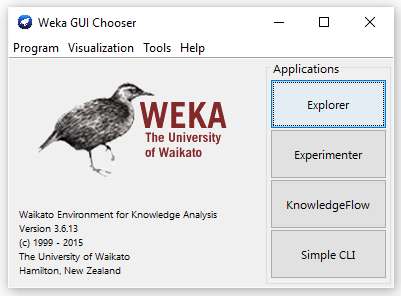 Weka GUI Chooser
Program Visualization Tools Help
Applications
Explorer
WEKA
The University
of Waikato
Experimenter
KnowledgeFlow
Simple CLI
Waikato Environment for Knowledge Analysis
Version 3.6.13
(c) 1999 - 2015
The University of Waikato
Hamilton, New Zealand